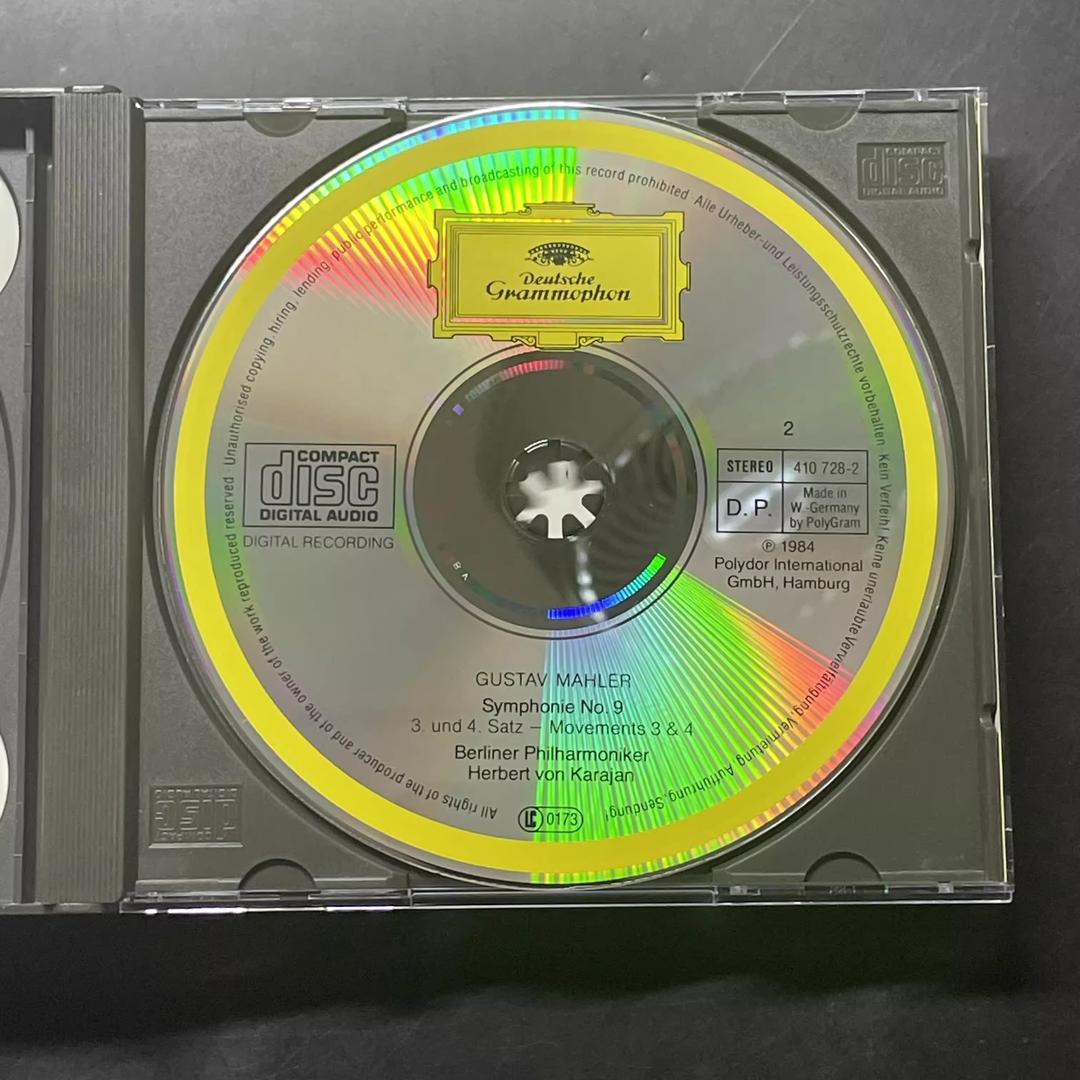 COMPACT
disc
DIGITAL AUDIO
Deutsche
Grammophon
COMPACT
disc
DIGITAL AUDIO
DIGITAL RECORDING
2
STEREO 410 728-2
D. P. Made in
W.-Germany
by PolyGram
℗ 1984
Polydor International
GmbH, Hamburg
GUSTAV MAHLER
Symphonie No. 9
3. und 4. Satz – Movements 3 & 4
Berliner Philharmoniker
Herbert von Karajan
LC 0173
All rights of the producer and of the owner of the work reproduced reserved · Unauthorised copying, hiring, lending, public performance and broadcasting of this record prohibited · Alle Urheber- und Leistungsschutzrechte vorbehalten · Kein Verleih! Keine unerlaubte Vervielfältigung, Vermietung, Aufführung, Sendung!
COMPACT
disc
DIGITAL AUDIO